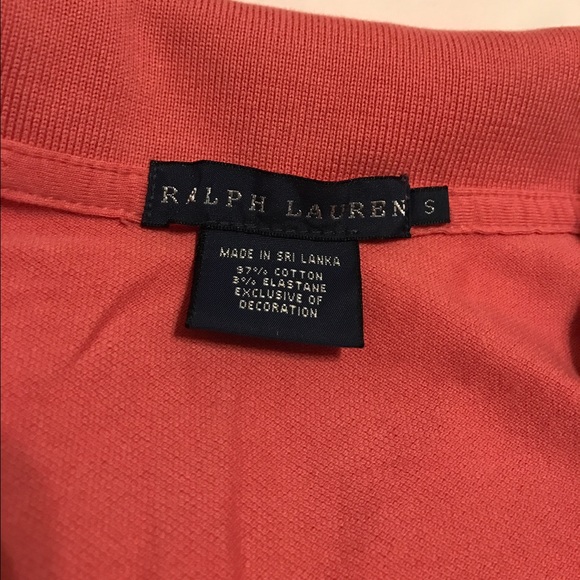 RALPH LAUREN S
MADE IN SRI LANKA
97% COTTON
3% ELASTANE
EXCLUSIVE OF
DECORATION